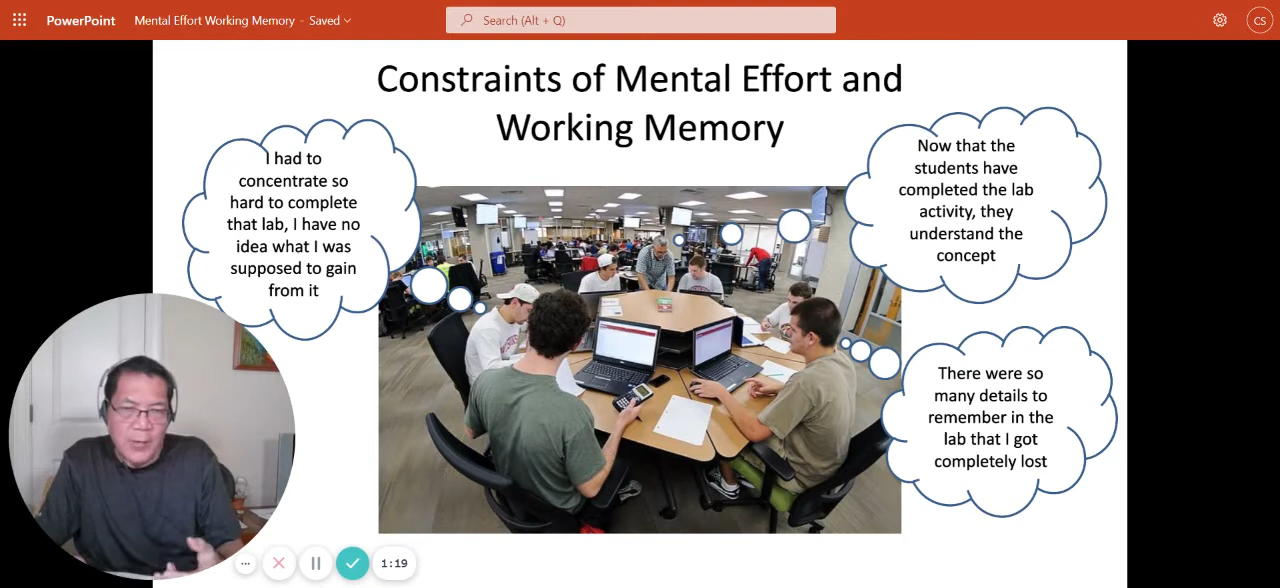 PowerPoint Mental Effort Working Memory - Saved Search (Alt + Q) CS
Constraints of Mental Effort and
Working Memory
I had to
concentrate so
hard to complete
that lab, I have no
idea what I was
supposed to gain
from it
Now that the
students have
completed the lab
activity, they
understand the
concept
There were so
many details to
remember in the
lab that I got
completely lost
1:19